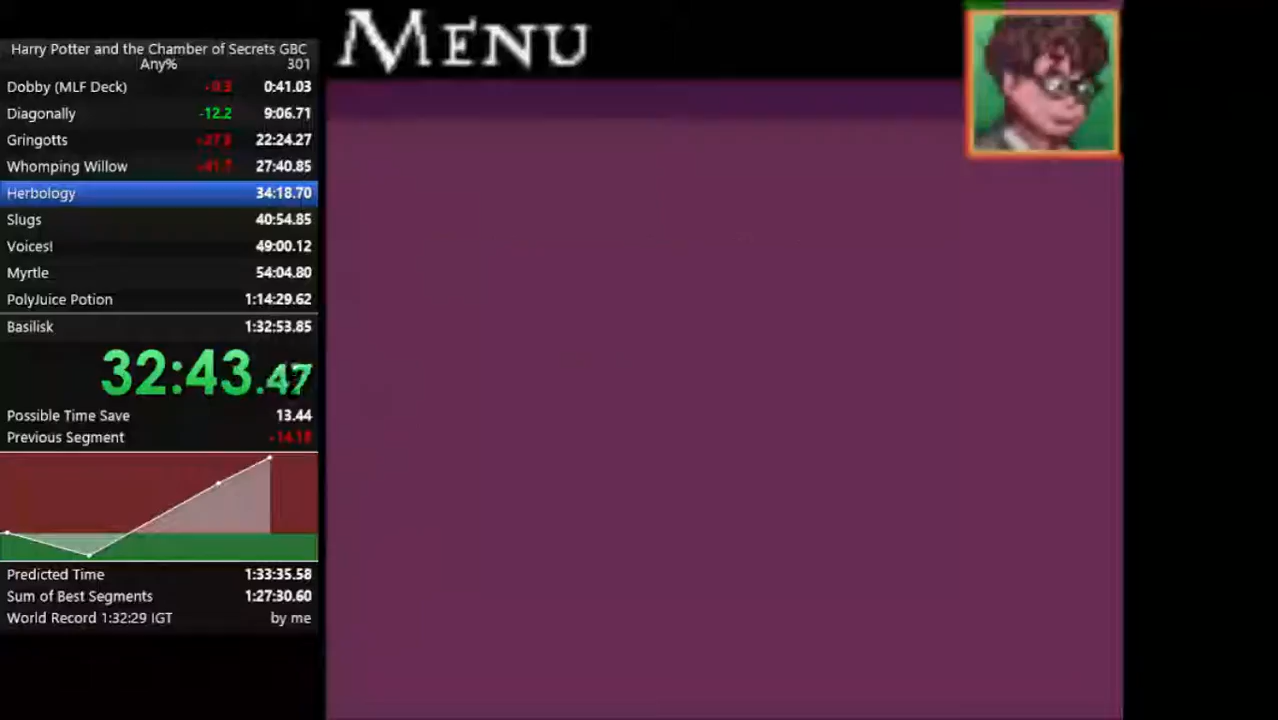 MENU
Harry Potter and the Chamber of Secrets GBC
Any% 301
Dobby (MLF Deck) 0:41.03
Diagonally -12.2 9:06.71
Gringotts 22:24.27
Whomping Willow 27:40.85
Herbology 34:18.70
Slugs 40:54.85
Voices! 49:00.12
Myrtle 54:04.80
PolyJuice Potion 1:14:29.62
Basilisk 1:32:53.85
32:43.47
Possible Time Save 13.44
Previous Segment
Predicted Time 1:33:35.58
Sum of Best Segments 1:27:30.60
World Record 1:32:29 IGT by me